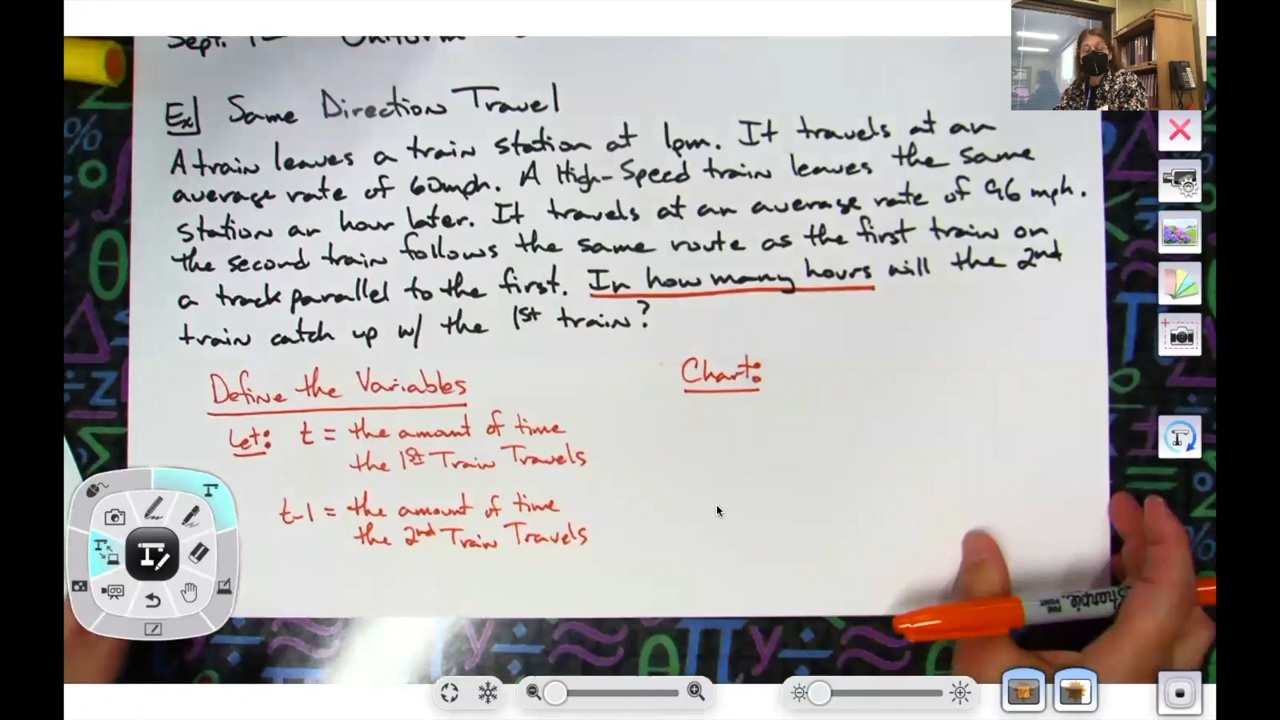 Sept. 1 Uniform
Ex] Same Direction Travel
A train leaves a train station at 1pm. It travels at an
average rate of 60mph. A High-Speed train leaves the same
station an hour later. It travels at an average rate of 96 mph.
the second train follows the same route as the first train on
a track parallel to the first. In how many hours will the 2nd
train catch up w/ the 1st train?
Define the Variables
Chart:
Let: t = the amount of time
the 1st Train Travels
t-1 = the amount of time
the 2nd Train Travels
Sharpie